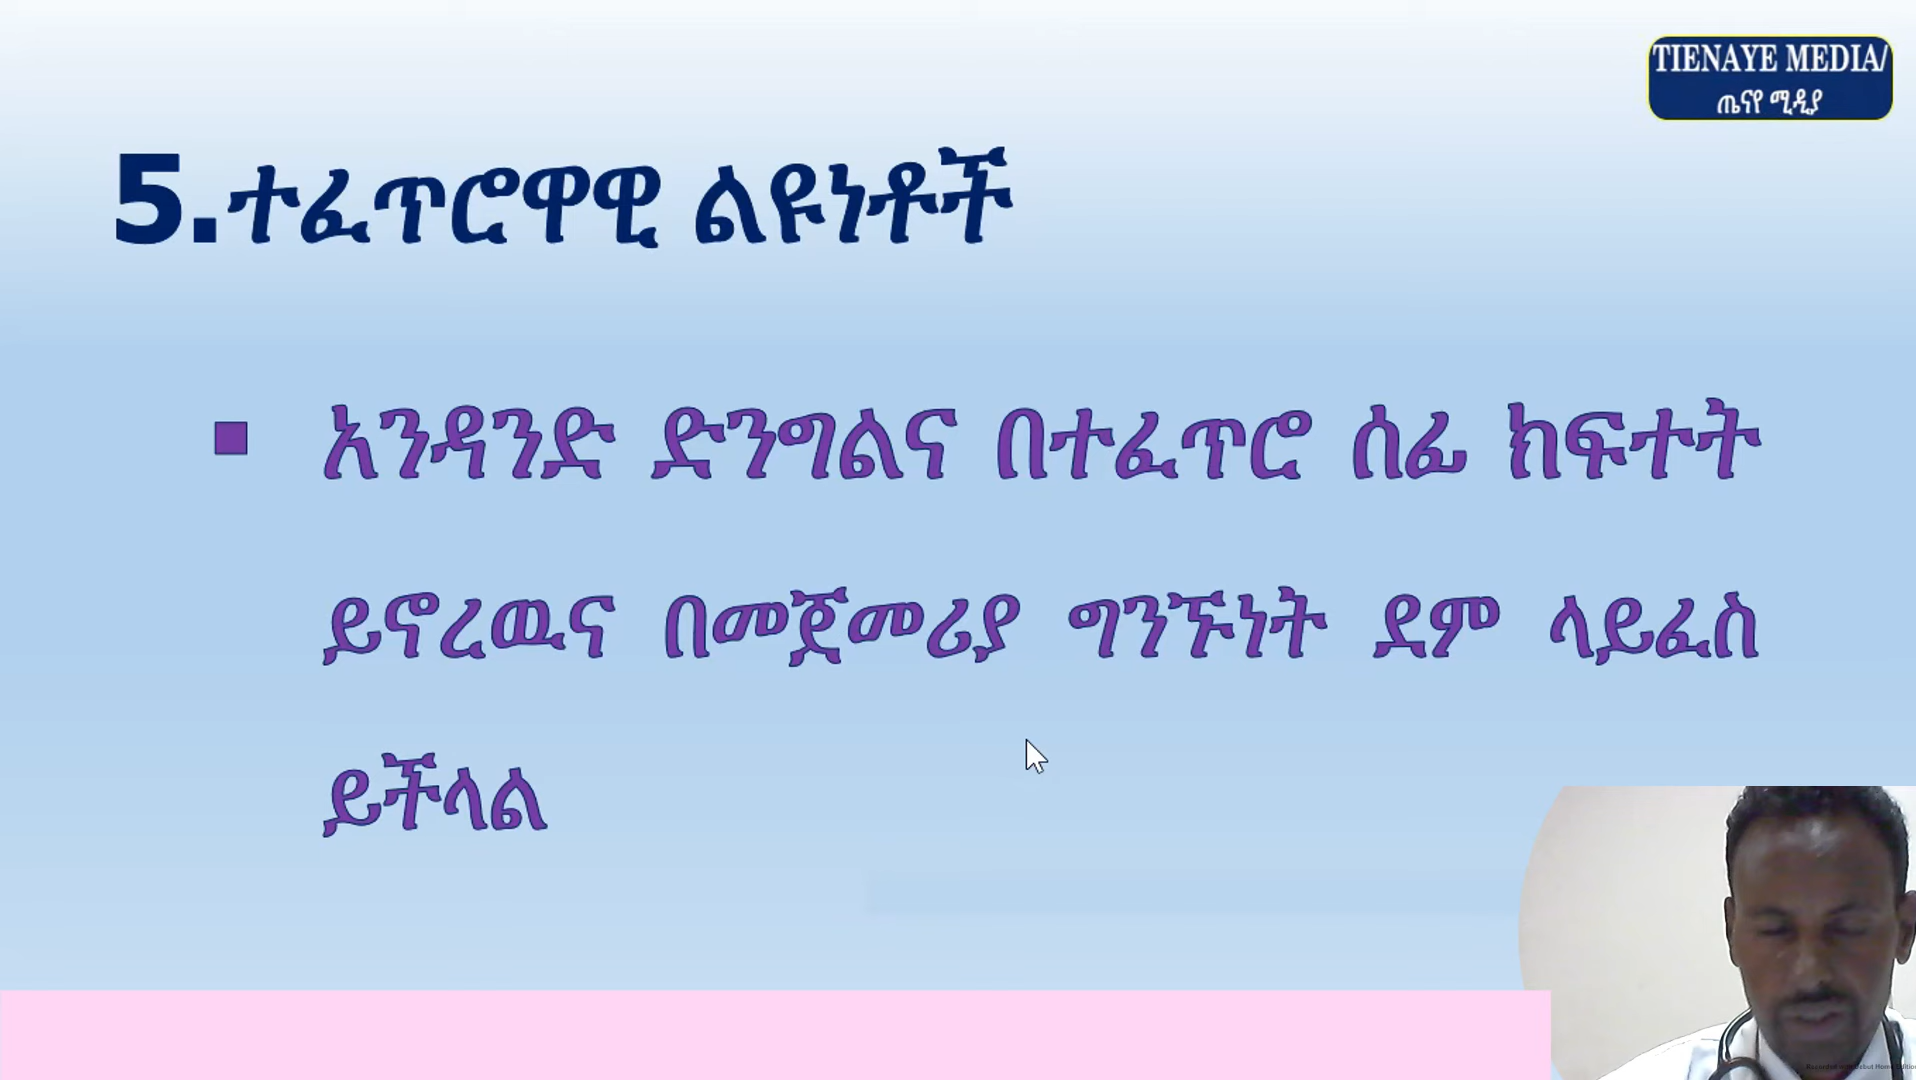 TIENAYE MEDIA/
ጤናየ ሚዲያ
5.ተፈጥሮዋዊ ልዩነቶች
▪ አንዳንድ ድንግልና በተፈጥሮ ሰፊ ክፍተት
ይኖረዉና በመጀመሪያ ግንኙነት ደም ላይፈስ
ይችላል